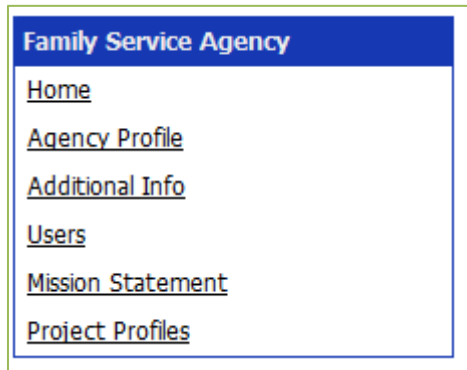 Family Service Agency
Home
Agency Profile
Additional Info
Users
Mission Statement
Project Profiles